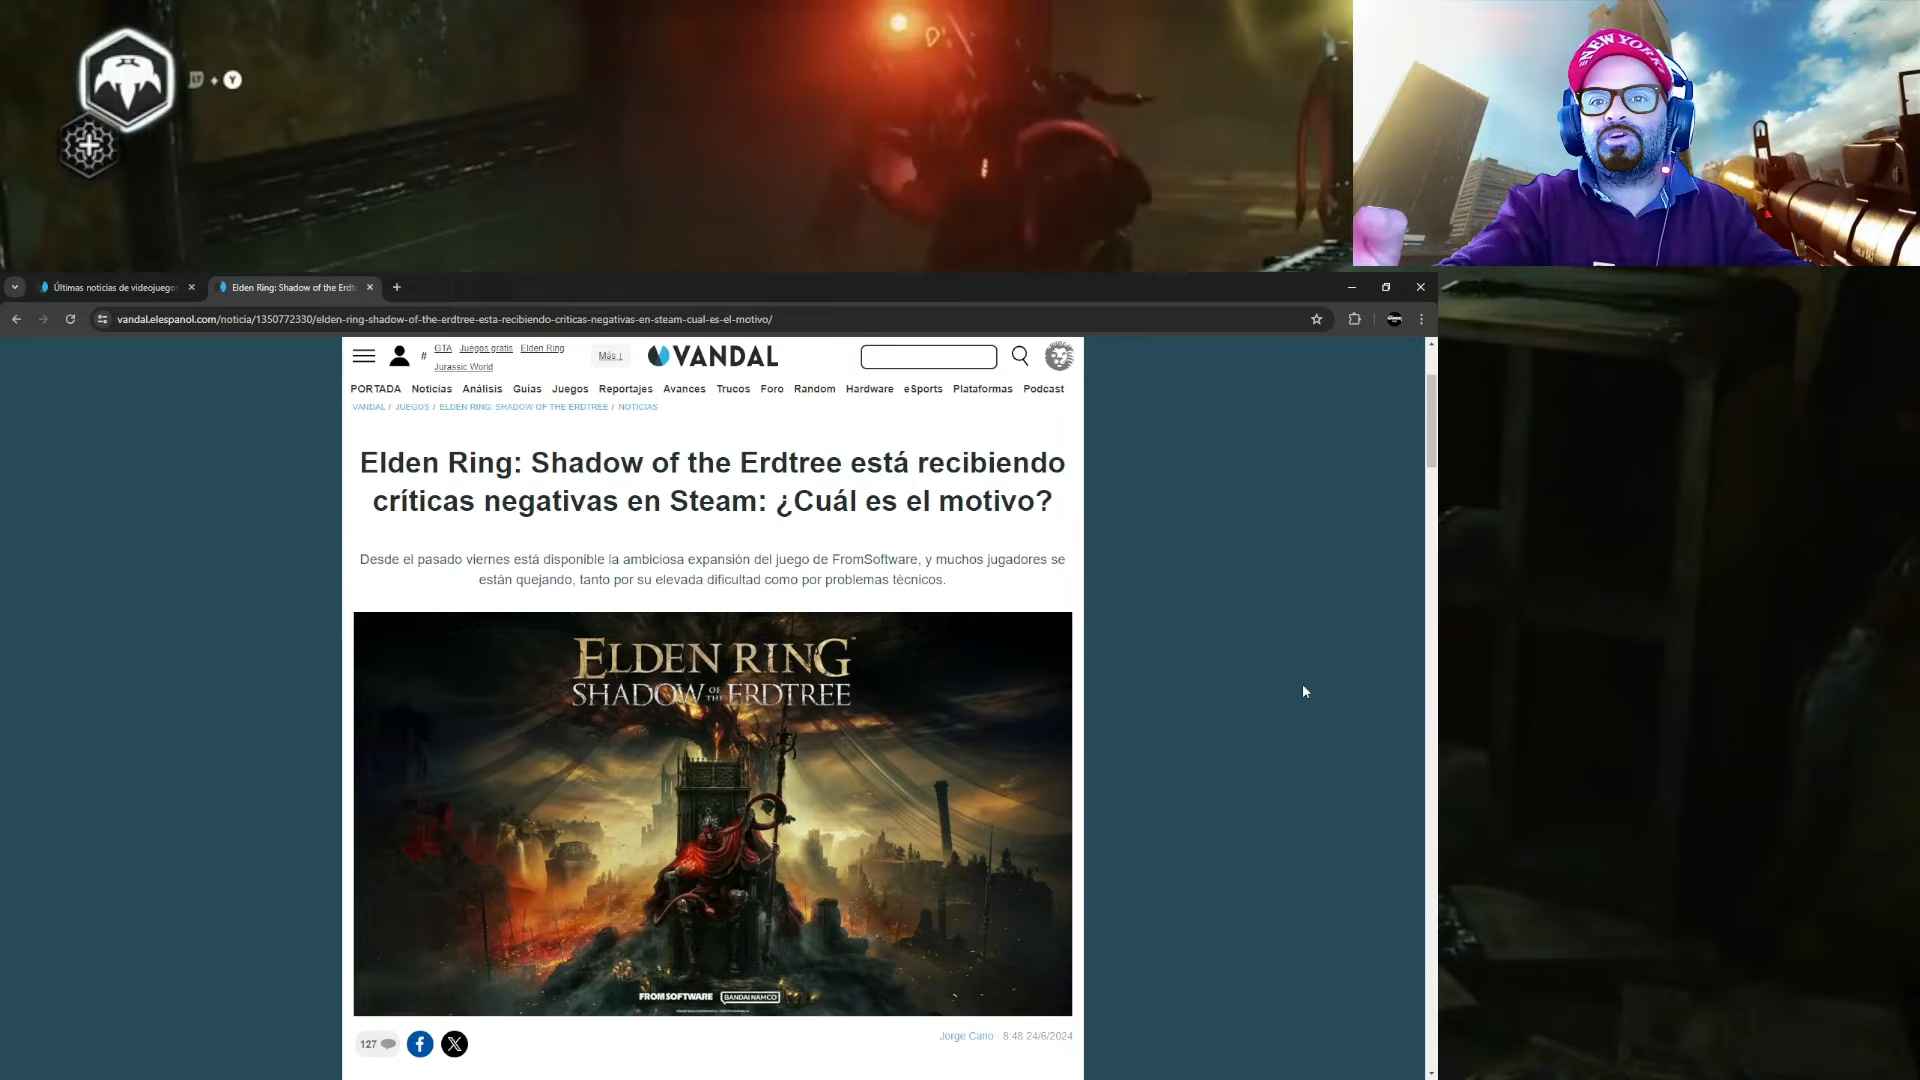 LT + Y
NEW YORK
Últimas noticias de videojuego
Elden Ring: Shadow of the Erdt
vandal.elespanol.com/noticia/1350772330/elden-ring-shadow-of-the-erdtree-esta-recibiendo-criticas-negativas-en-steam-cual-es-el-motivo/
# GTA Juegos gratis Elden Ring
Jurassic World
Más ↓
VANDAL
PORTADA Noticias Análisis Guías Juegos Reportajes Avances Trucos Foro Random Hardware eSports Plataformas Podcast
VANDAL / JUEGOS / ELDEN RING: SHADOW OF THE ERDTREE / NOTICIAS
Elden Ring: Shadow of the Erdtree está recibiendo
críticas negativas en Steam: ¿Cuál es el motivo?
Desde el pasado viernes está disponible la ambiciosa expansión del juego de FromSoftware, y muchos jugadores se
están quejando, tanto por su elevada dificultad como por problemas técnicos.
ELDEN RING™
SHADOW OF THE ERDTREE
FROMSOFTWARE BANDAI NAMCO
127
Jorge Cano · 8:48 24/6/2024